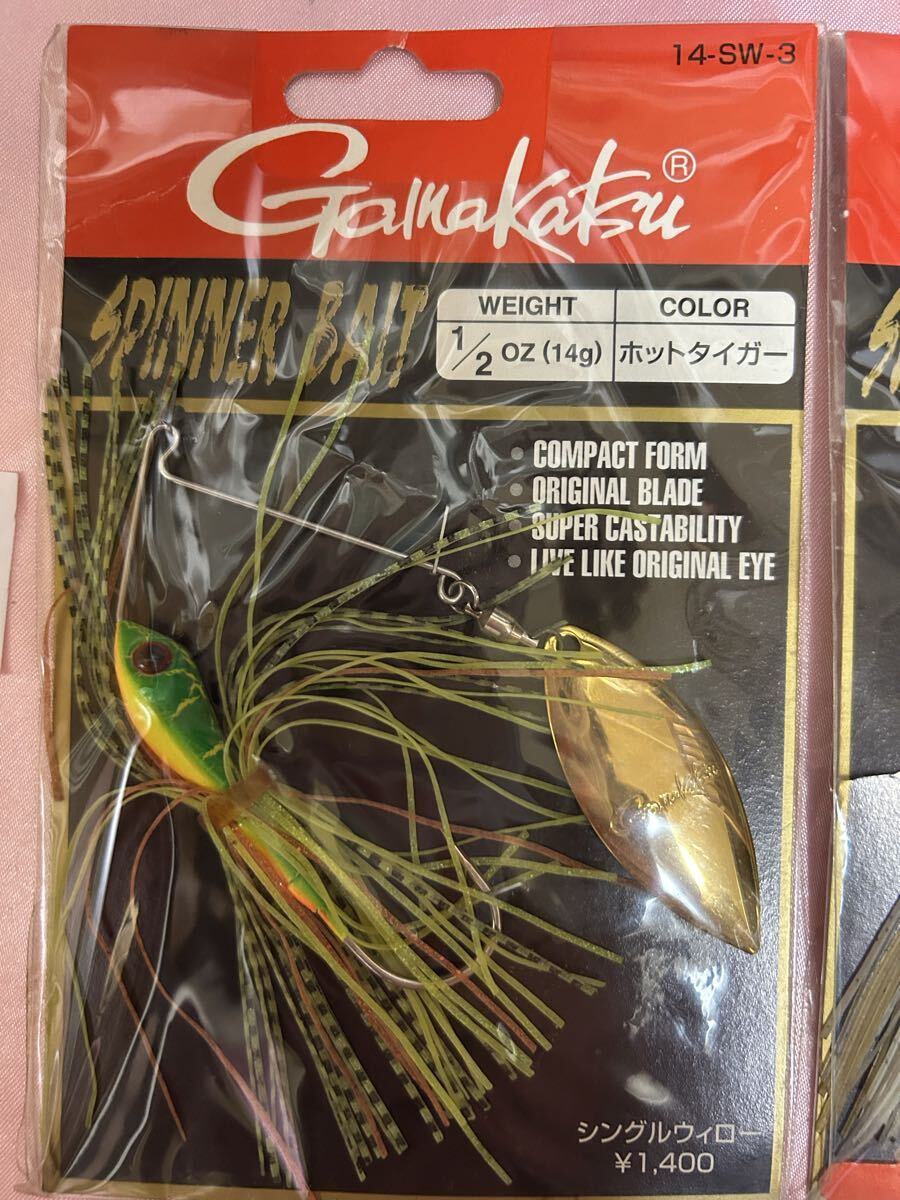 14-SW-3
Gamakatsu®
SPINNER BAIT
WEIGHT COLOR
1/2 OZ (14g) ホットタイガー
• COMPACT FORM
• ORIGINAL BLADE
• SUPER CASTABILITY
• LIVE LIKE ORIGINAL EYE
Gamakatsu
シングルウィロー
¥1,400